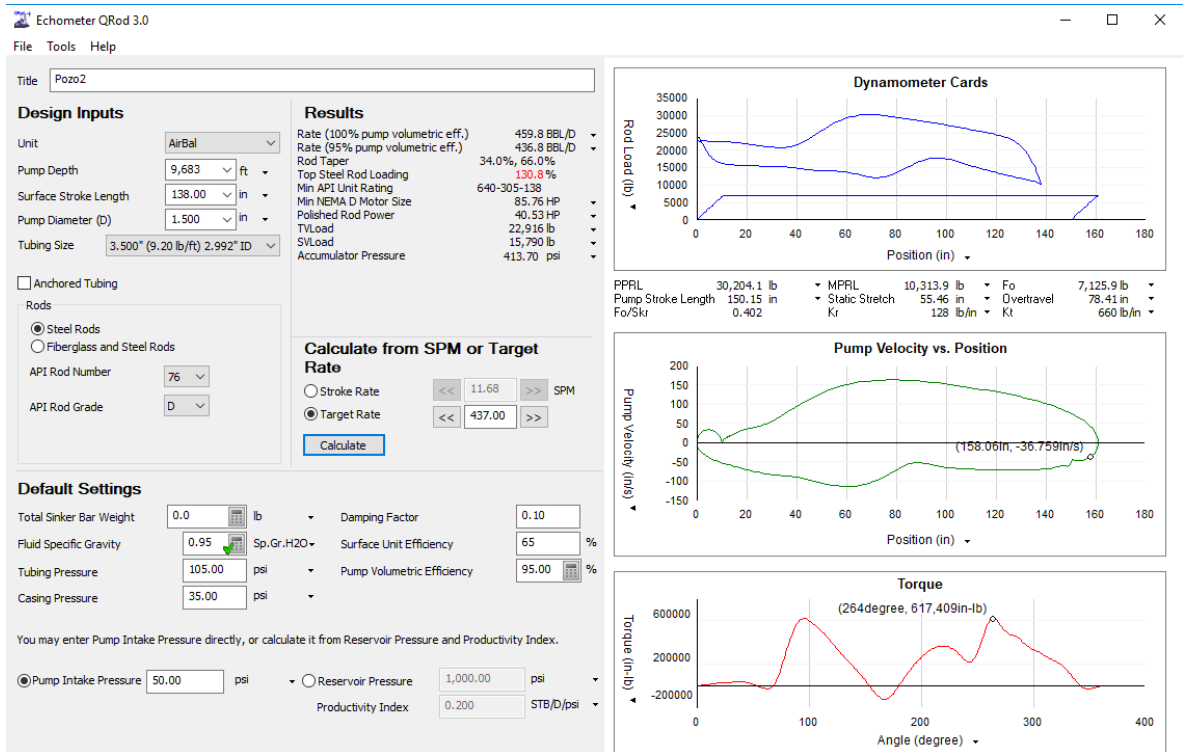 Echometer QRod 3.0
File Tools Help
Title Pozo2
Design Inputs
Unit AirBal
Pump Depth 9,683 ft
Surface Stroke Length 138.00 in
Pump Diameter (D) 1.500 in
Tubing Size 3.500" (9.20 lb/ft) 2.992" ID
Anchored Tubing
Rods
Steel Rods
Fiberglass and Steel Rods
API Rod Number 76
API Rod Grade D
Results
Rate (100% pump volumetric eff.) 459.8 BBL/D
Rate (95% pump volumetric eff.) 436.8 BBL/D
Rod Taper 34.0%, 66.0%
Top Steel Rod Loading 130.8 %
Min API Unit Rating 640-305-138
Min NEMA D Motor Size 85.76 HP
Polished Rod Power 40.53 HP
TVLoad 22,916 lb
SVLoad 15,790 lb
Accumulator Pressure 413.70 psi
Calculate from SPM or Target
Rate
Stroke Rate << 11.68 >> SPM
Target Rate << 437.00 >>
Calculate
Default Settings
Total Sinker Bar Weight 0.0 lb
Fluid Specific Gravity 0.95 Sp.Gr.H2O
Tubing Pressure 105.00 psi
Casing Pressure 35.00 psi
Damping Factor 0.10
Surface Unit Efficiency 65 %
Pump Volumetric Efficiency 95.00 %
You may enter Pump Intake Pressure directly, or calculate it from Reservoir Pressure and Productivity Index.
Pump Intake Pressure 50.00 psi
Reservoir Pressure 1,000.00 psi
Productivity Index 0.200 STB/D/psi
Dynamometer Cards
Rod Load (lb)
35000
30000
25000
20000
15000
10000
5000
0
0 20 40 60 80 100 120 140 160 180
Position (in)
PPRL 30,204.1 lb MPRL 10,313.9 lb Fo 7,125.9 lb
Pump Stroke Length 150.15 in Static Stretch 55.46 in Overtravel 78.41 in
Fo/Skr 0.402 Kr 128 lb/in Kt 660 lb/in
Pump Velocity vs. Position
Pump Velocity (in/s)
200
150
100
50
0
-50
-100
-150
(158.06in, -36.759in/s)
0 20 40 60 80 100 120 140 160 180
Position (in)
Torque
Torque (in-lb)
600000
200000
-200000
(264degree, 617,409in-lb)
0 100 200 300 400
Angle (degree)